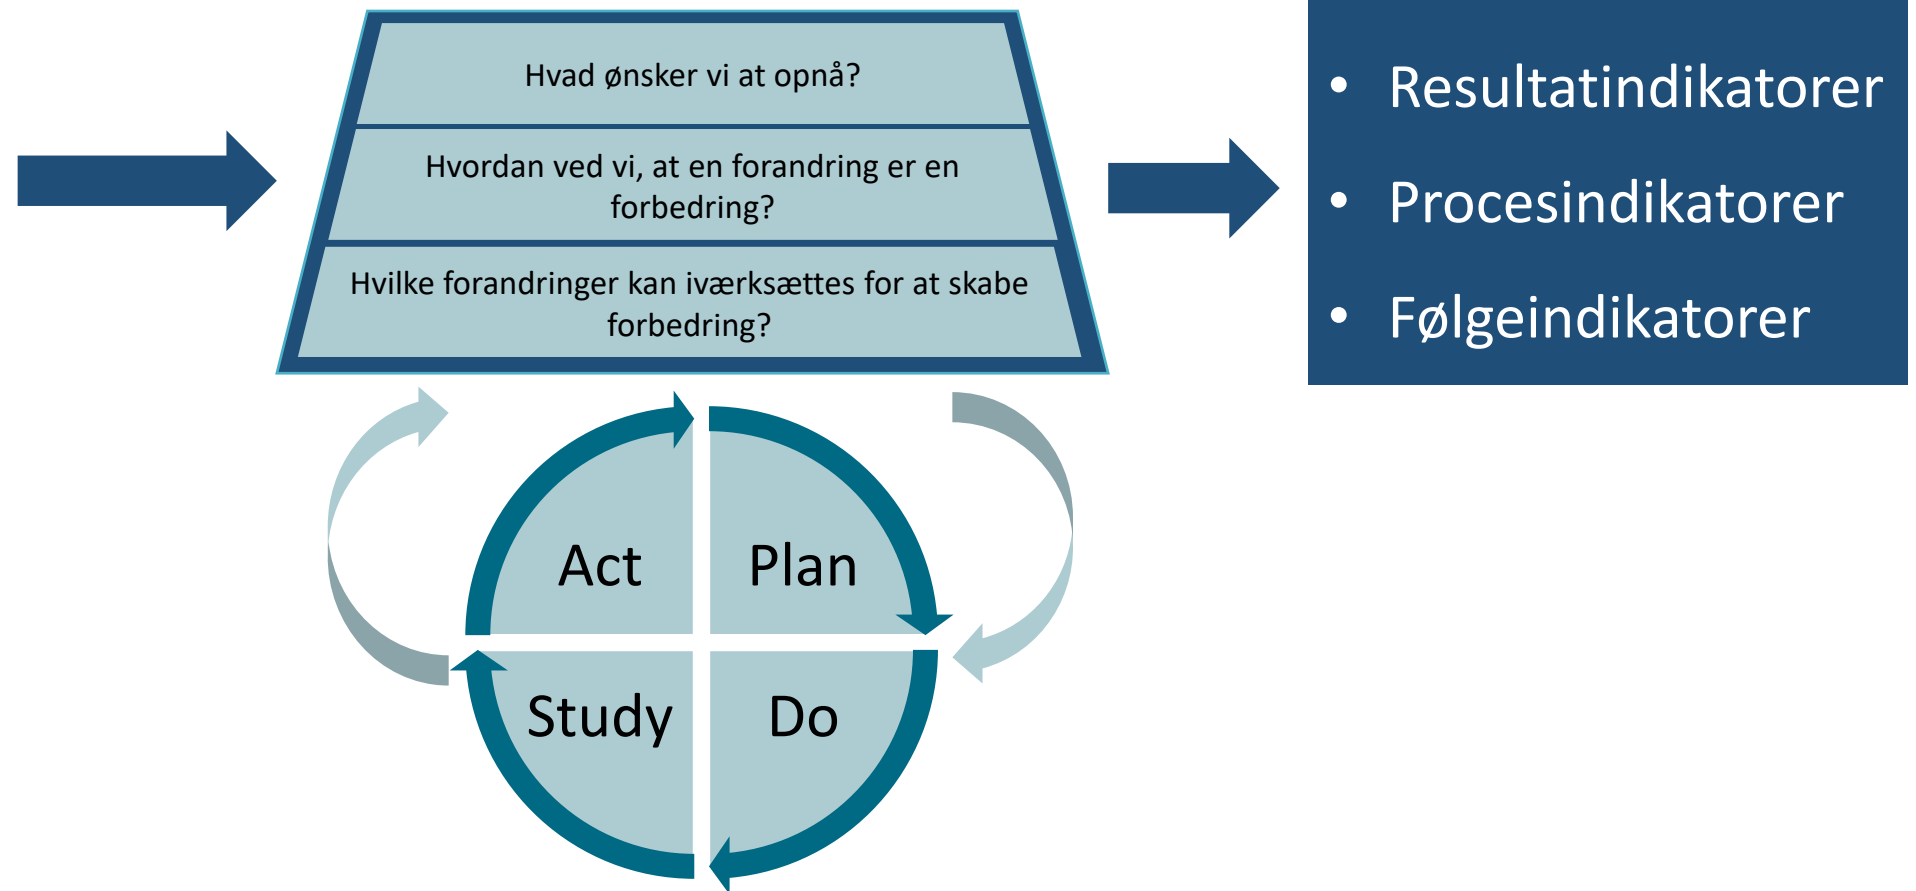 Hvad ønsker vi at opnå?
Hvordan ved vi, at en forandring er en
forbedring?
Hvilke forandringer kan iværksættes for at skabe
forbedring?
• Resultatindikatorer
• Procesindikatorer
• Følgeindikatorer
Act
Plan
Study
Do